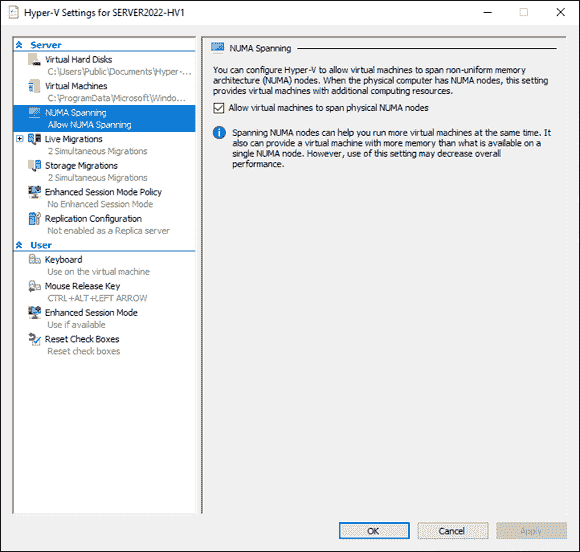 Hyper-V Settings for SERVER2022-HV1
Server
Virtual Hard Disks
C:\Users\Public\Documents\Hyper-...
Virtual Machines
C:\ProgramData\Microsoft\Windo...
NUMA Spanning
Allow NUMA Spanning
Live Migrations
2 Simultaneous Migrations
Storage Migrations
2 Simultaneous Migrations
Enhanced Session Mode Policy
No Enhanced Session Mode
Replication Configuration
Not enabled as a Replica server
User
Keyboard
Use on the virtual machine
Mouse Release Key
CTRL+ALT+LEFT ARROW
Enhanced Session Mode
Use if available
Reset Check Boxes
Reset check boxes
NUMA Spanning
You can configure Hyper-V to allow virtual machines to span non-uniform memory
architecture (NUMA) nodes. When the physical computer has NUMA nodes, this setting
provides virtual machines with additional computing resources.
Allow virtual machines to span physical NUMA nodes
Spanning NUMA nodes can help you run more virtual machines at the same time. It
also can provide a virtual machine with more memory than what is available on a
single NUMA node. However, use of this setting may decrease overall
performance.
OK
Cancel
Apply